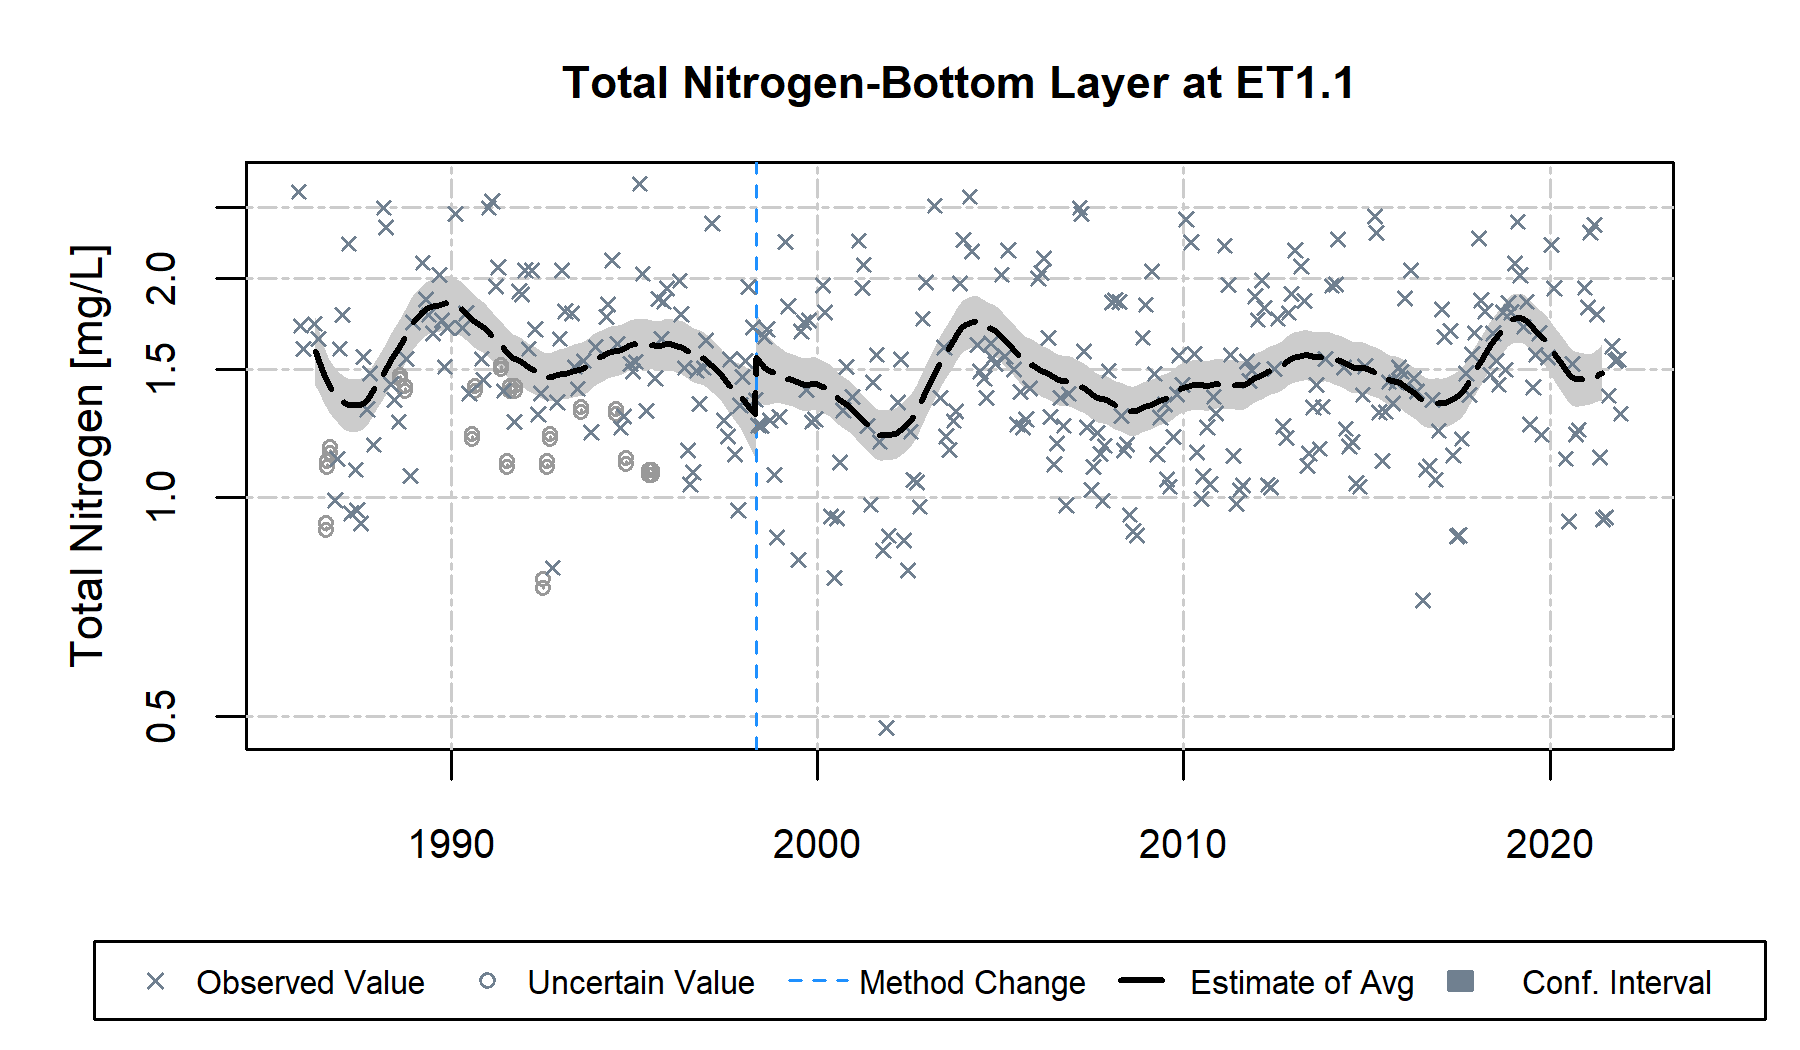 Total Nitrogen-Bottom Layer at ET1.1
Total Nitrogen [mg/L]
2.0
1.5
1.0
0.5
1990 2000 2010 2020
Observed Value Uncertain Value Method Change Estimate of Avg Conf. Interval